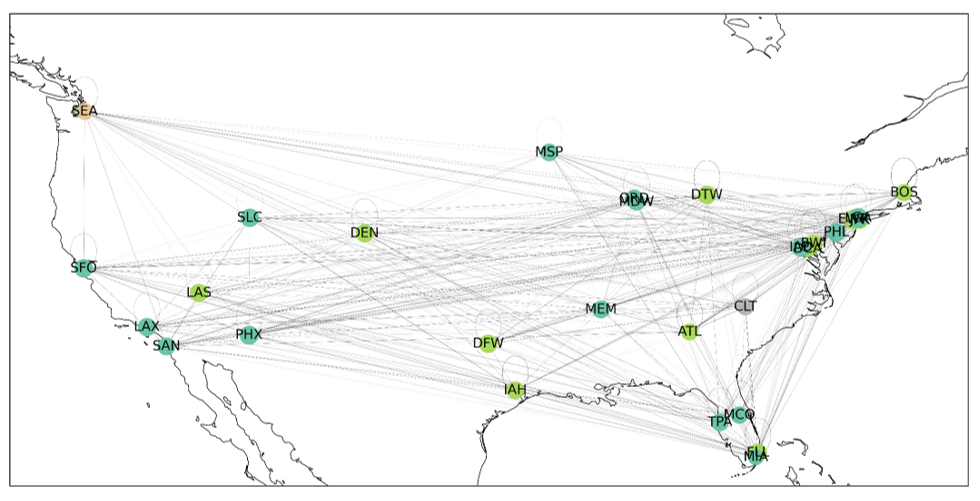 SEA
MSP
ORD
MDW
DTW
BOS
SLC
DEN
EWR
JFK
PHL
BWI
IAD
DCA
SFO
LAS
MEM
CLT
LAX
SAN
PHX
DFW
ATL
IAH
TPA
MCO
FLL
MIA